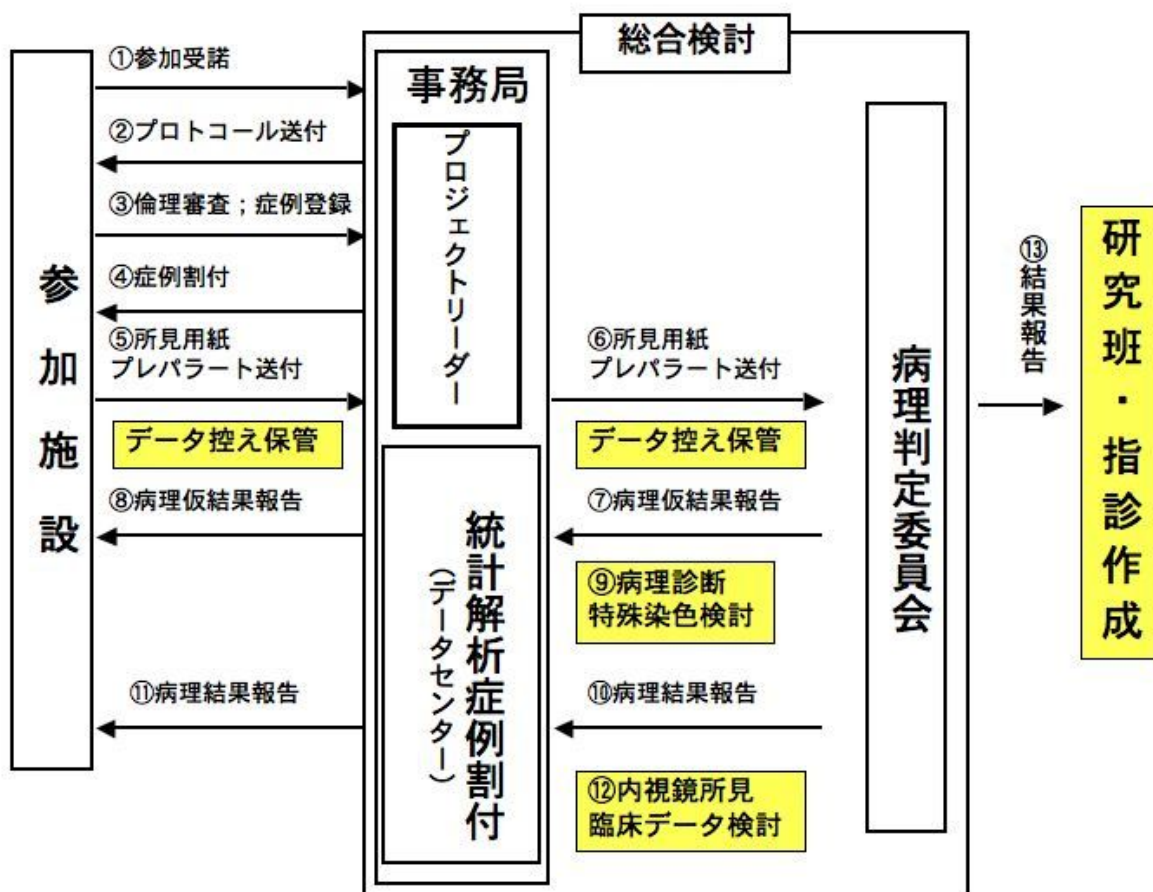 総合検討
参加施設
①参加受諾
②プロトコール送付
③倫理審査；症例登録
④症例割付
⑤所見用紙
プレパラート送付
データ控え保管
⑧病理仮結果報告
⑪病理結果報告
事務局
プロジェクトリーダー
統計解析症例割付
（データセンター）
⑥所見用紙
プレパラート送付
データ控え保管
⑦病理仮結果報告
⑨病理診断
特殊染色検討
⑩病理結果報告
⑫内視鏡所見
臨床データ検討
病理判定委員会
⑬結果報告
研究班・指診作成